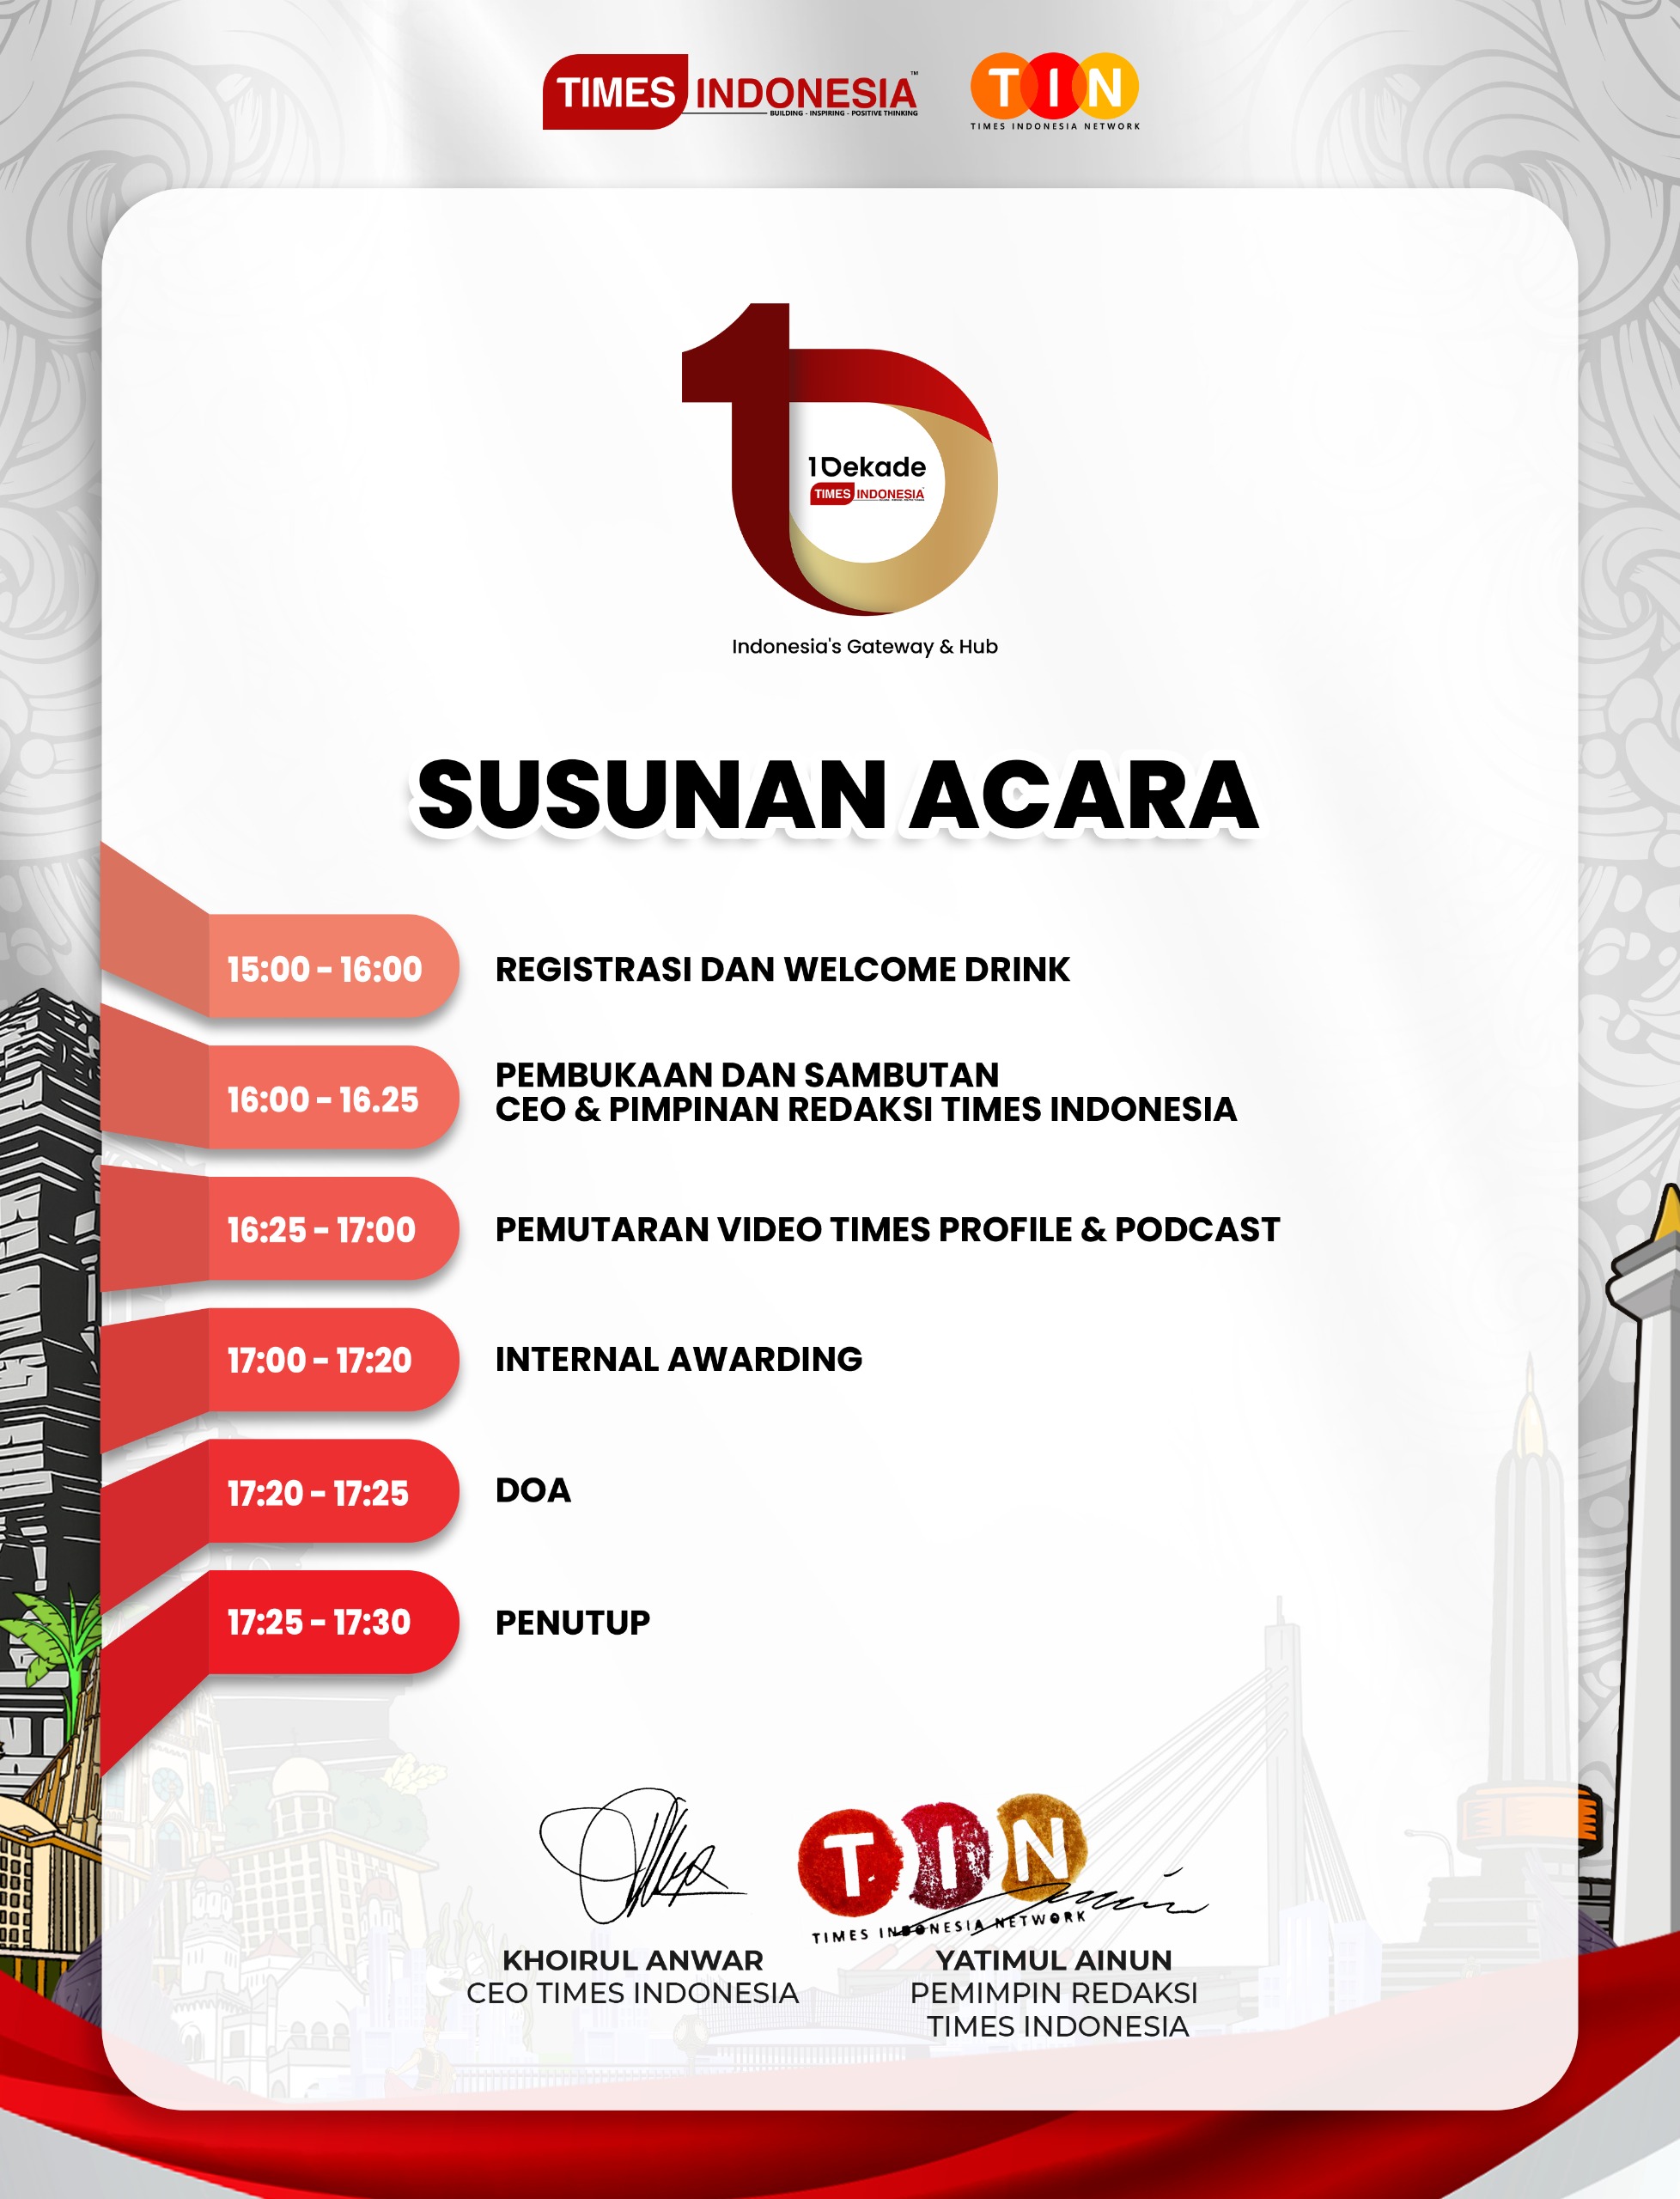 TIMES INDONESIA™
BUILDING - INSPIRING - POSITIVE THINKING
TIN
TIMES INDONESIA NETWORK
1Dekade
TIMES INDONESIA
Indonesia's Gateway & Hub
SUSUNAN ACARA
15:00 - 16:00 REGISTRASI DAN WELCOME DRINK
16:00 - 16.25 PEMBUKAAN DAN SAMBUTAN
CEO & PIMPINAN REDAKSI TIMES INDONESIA
16:25 - 17:00 PEMUTARAN VIDEO TIMES PROFILE & PODCAST
17:00 - 17:20 INTERNAL AWARDING
17:20 - 17:25 DOA
17:25 - 17:30 PENUTUP
TIN
TIMES INDONESIA NETWORK
KHOIRUL ANWAR
CEO TIMES INDONESIA
YATIMUL AINUN
PEMIMPIN REDAKSI
TIMES INDONESIA